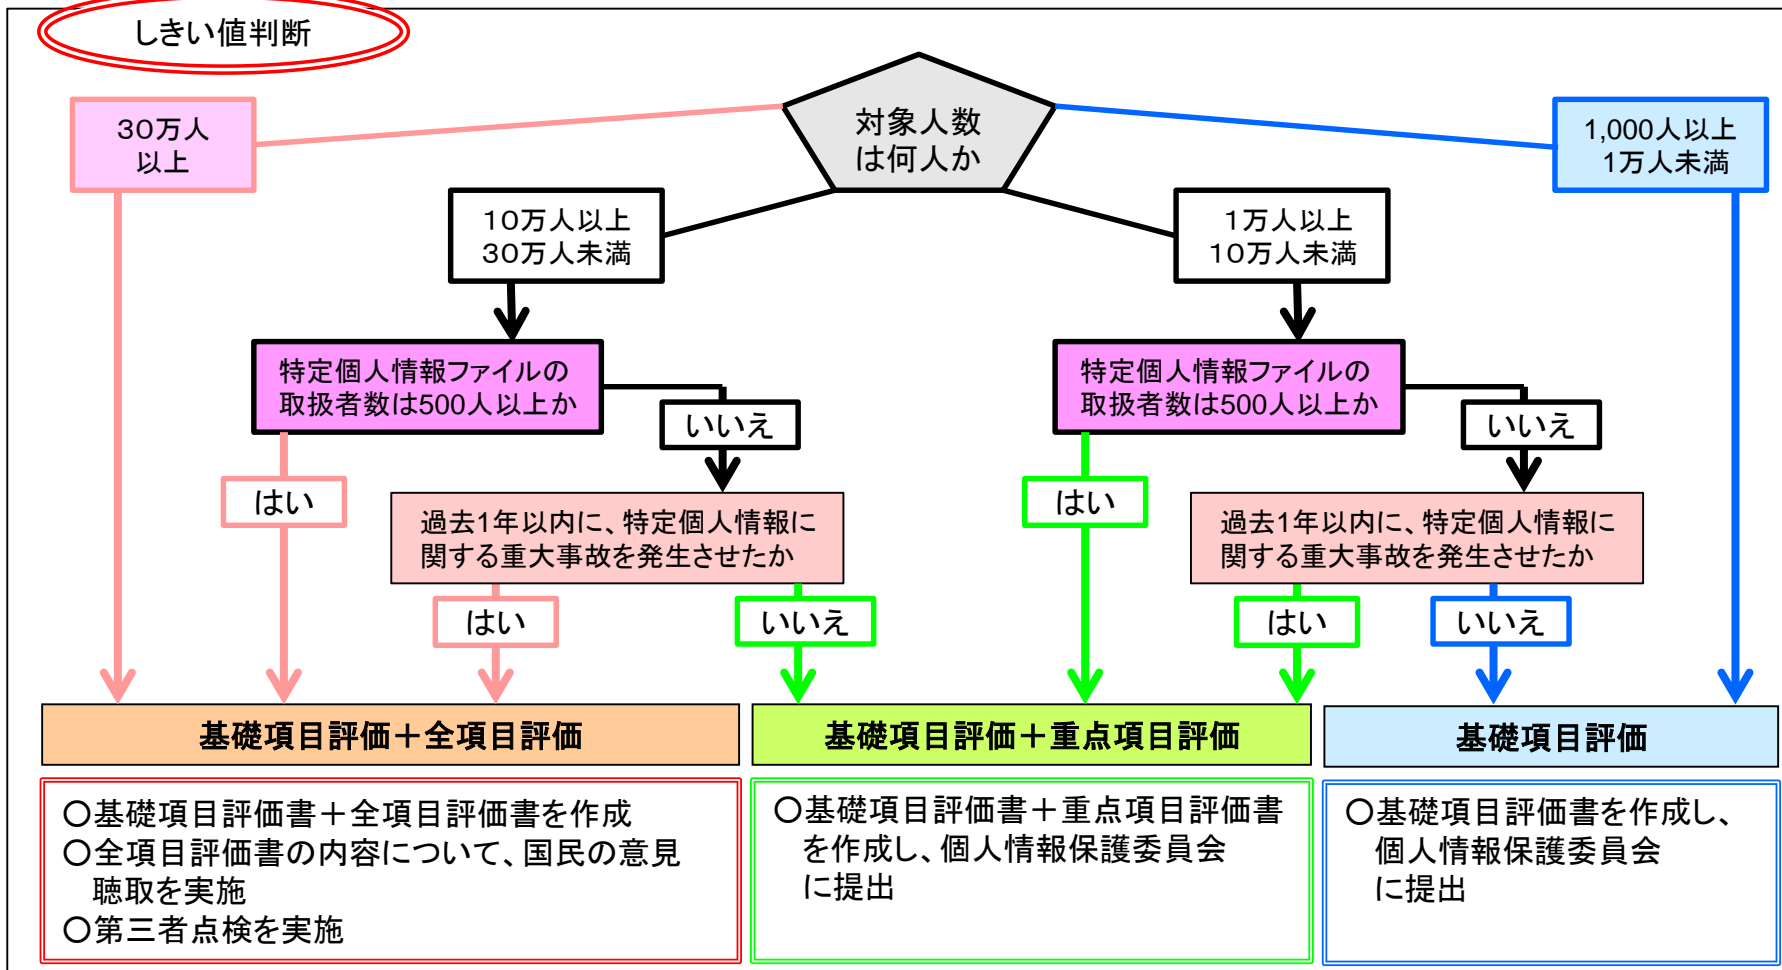 しきい値判断
対象人数
は何人か
30万人
以上
1,000人以上
1万人未満
10万人以上
30万人未満
1万人以上
10万人未満
特定個人情報ファイルの
取扱者数は500人以上か
特定個人情報ファイルの
取扱者数は500人以上か
いいえ
いいえ
はい
はい
過去1年以内に、特定個人情報に
関する重大事故を発生させたか
過去1年以内に、特定個人情報に
関する重大事故を発生させたか
はい
いいえ
はい
いいえ
基礎項目評価＋全項目評価
基礎項目評価＋重点項目評価
基礎項目評価
○基礎項目評価書＋全項目評価書を作成
○全項目評価書の内容について、国民の意見
聴取を実施
○第三者点検を実施
○基礎項目評価書＋重点項目評価書
を作成し、個人情報保護委員会
に提出
○基礎項目評価書を作成し、
個人情報保護委員会
に提出